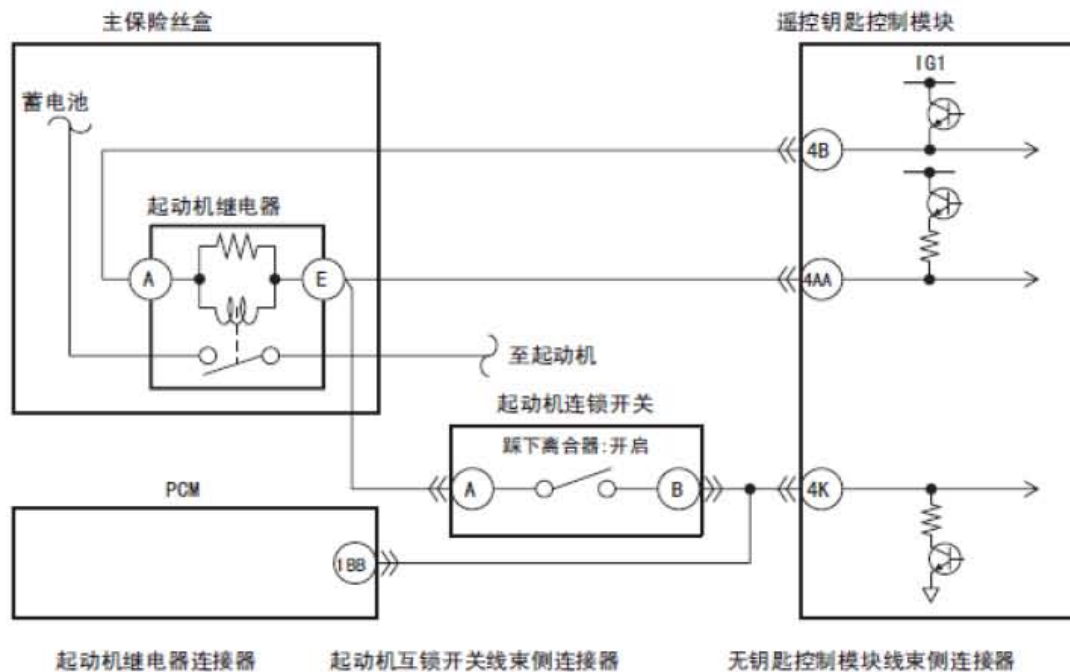 主保险丝盒
遥控钥匙控制模块
IG1
蓄电池
4B
起动机继电器
A
E
4AA
至起动机
起动机连锁开关
踩下离合器:开启
PCM
A
B
4K
1BB
起动机继电器连接器
起动机互锁开关线束侧连接器
无钥匙控制模块线束侧连接器